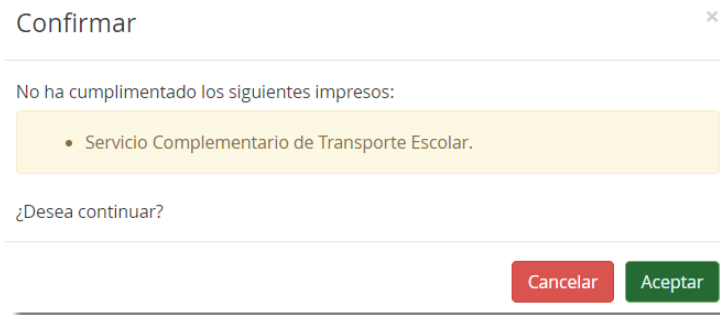 Confirmar
×
No ha cumplimentado los siguientes impresos:
• Servicio Complementario de Transporte Escolar.
¿Desea continuar?
Cancelar Aceptar